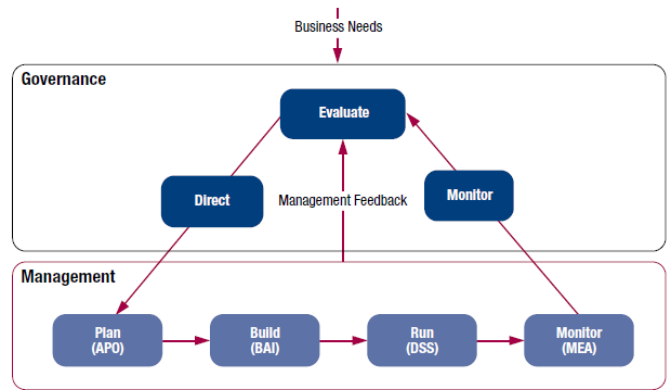 Business Needs
Governance
Evaluate
Direct
Management Feedback
Monitor
Management
Plan
(APO)
Build
(BAI)
Run
(DSS)
Monitor
(MEA)